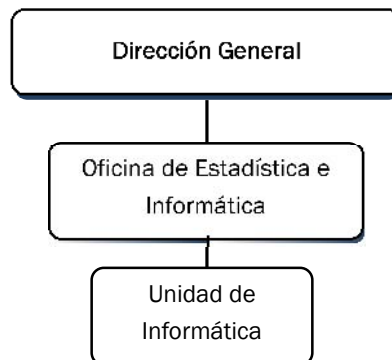 Dirección General
Oficina de Estadística e
Informática
Unidad de
Informática